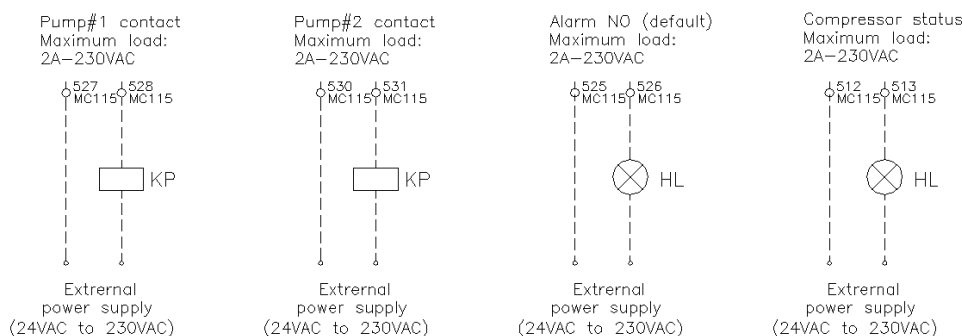 Pump#1 contact
Maximum load:
2A-230VAC
527
MC115
528
MC115
KP
Extrernal
power supply
(24VAC to 230VAC)
Pump#2 contact
Maximum load:
2A-230VAC
530
MC115
531
MC115
KP
Extrernal
power supply
(24VAC to 230VAC)
Alarm NO (default)
Maximum load:
2A-230VAC
525
MC115
526
MC115
HL
Extrernal
power supply
(24VAC to 230VAC)
Compressor status
Maximum load:
2A-230VAC
512
MC115
513
MC115
HL
Extrernal
power supply
(24VAC to 230VAC)